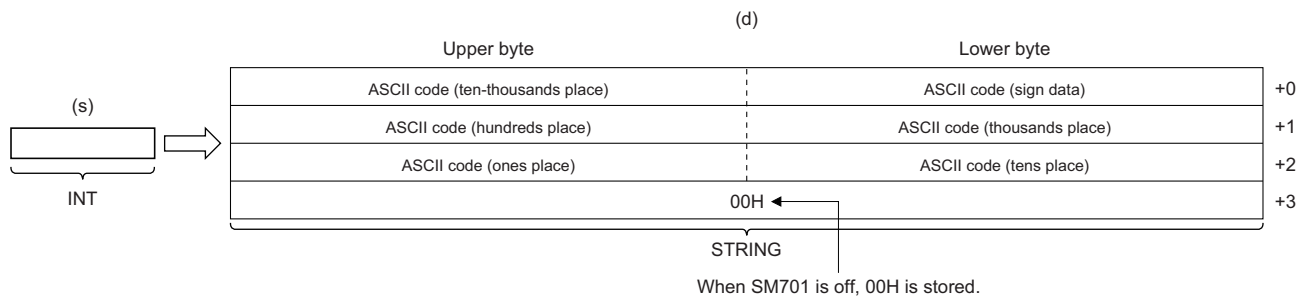 (d)
Upper byte Lower byte
(s)
ASCII code (ten-thousands place) ASCII code (sign data) +0
ASCII code (hundreds place) ASCII code (thousands place) +1
ASCII code (ones place) ASCII code (tens place) +2
INT
00H +3
STRING
When SM701 is off, 00H is stored.